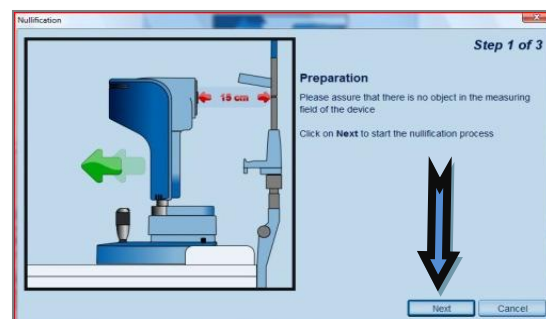 Nullification
Step 1 of 3
15 cm
Preparation
Please assure that there is no object in the measuring
field of the device
Click on Next to start the nullification process
Next
Cancel